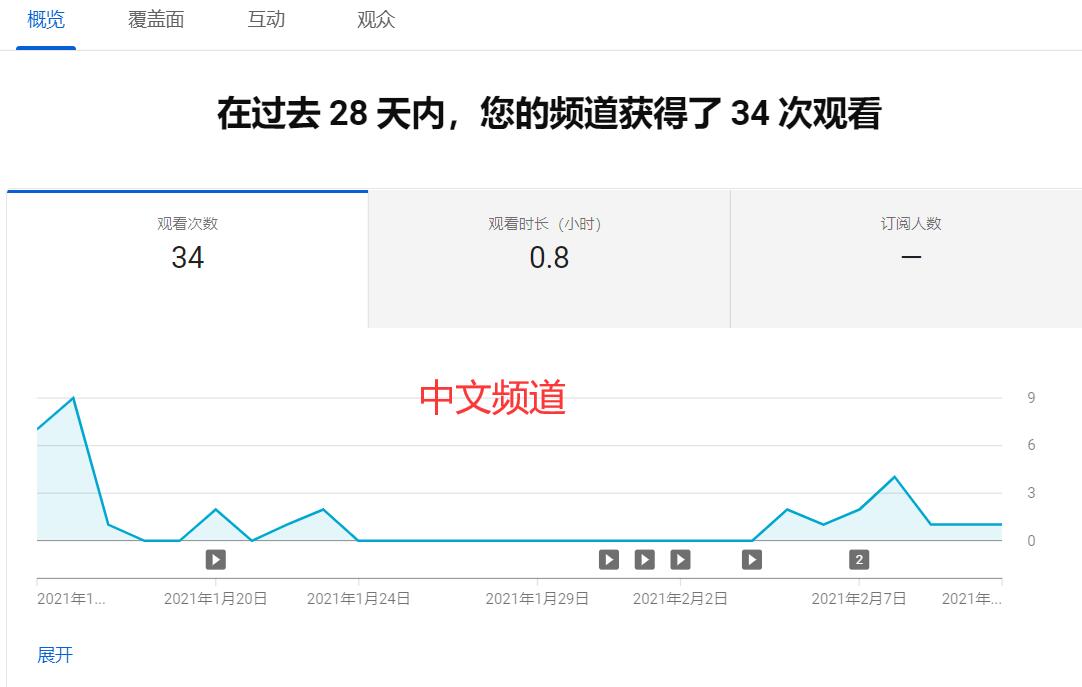 概览 覆盖面 互动 观众
在过去 28 天内，您的频道获得了 34 次观看
观看次数 观看时长（小时） 订阅人数
34 0.8 —
中文频道
9
6
3
0
2
2021年1... 2021年1月20日 2021年1月24日 2021年1月29日 2021年2月2日 2021年2月7日 2021年...
展开